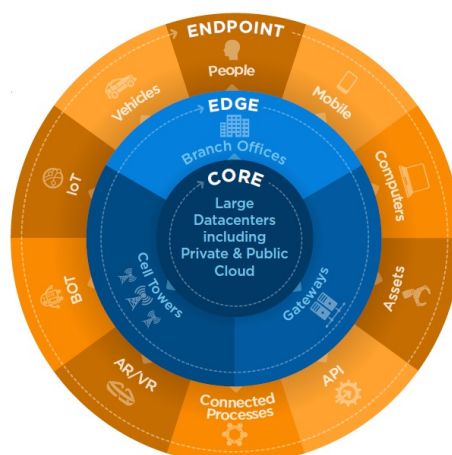 ENDPOINT
People
Mobile
Computers
Assets
API
Connected
Processes
AR/VR
BOT
IoT
Vehicles
EDGE
Branch Offices
Gateways
Cell Towers
CORE
Large
Datacenters
including
Private & Public
Cloud